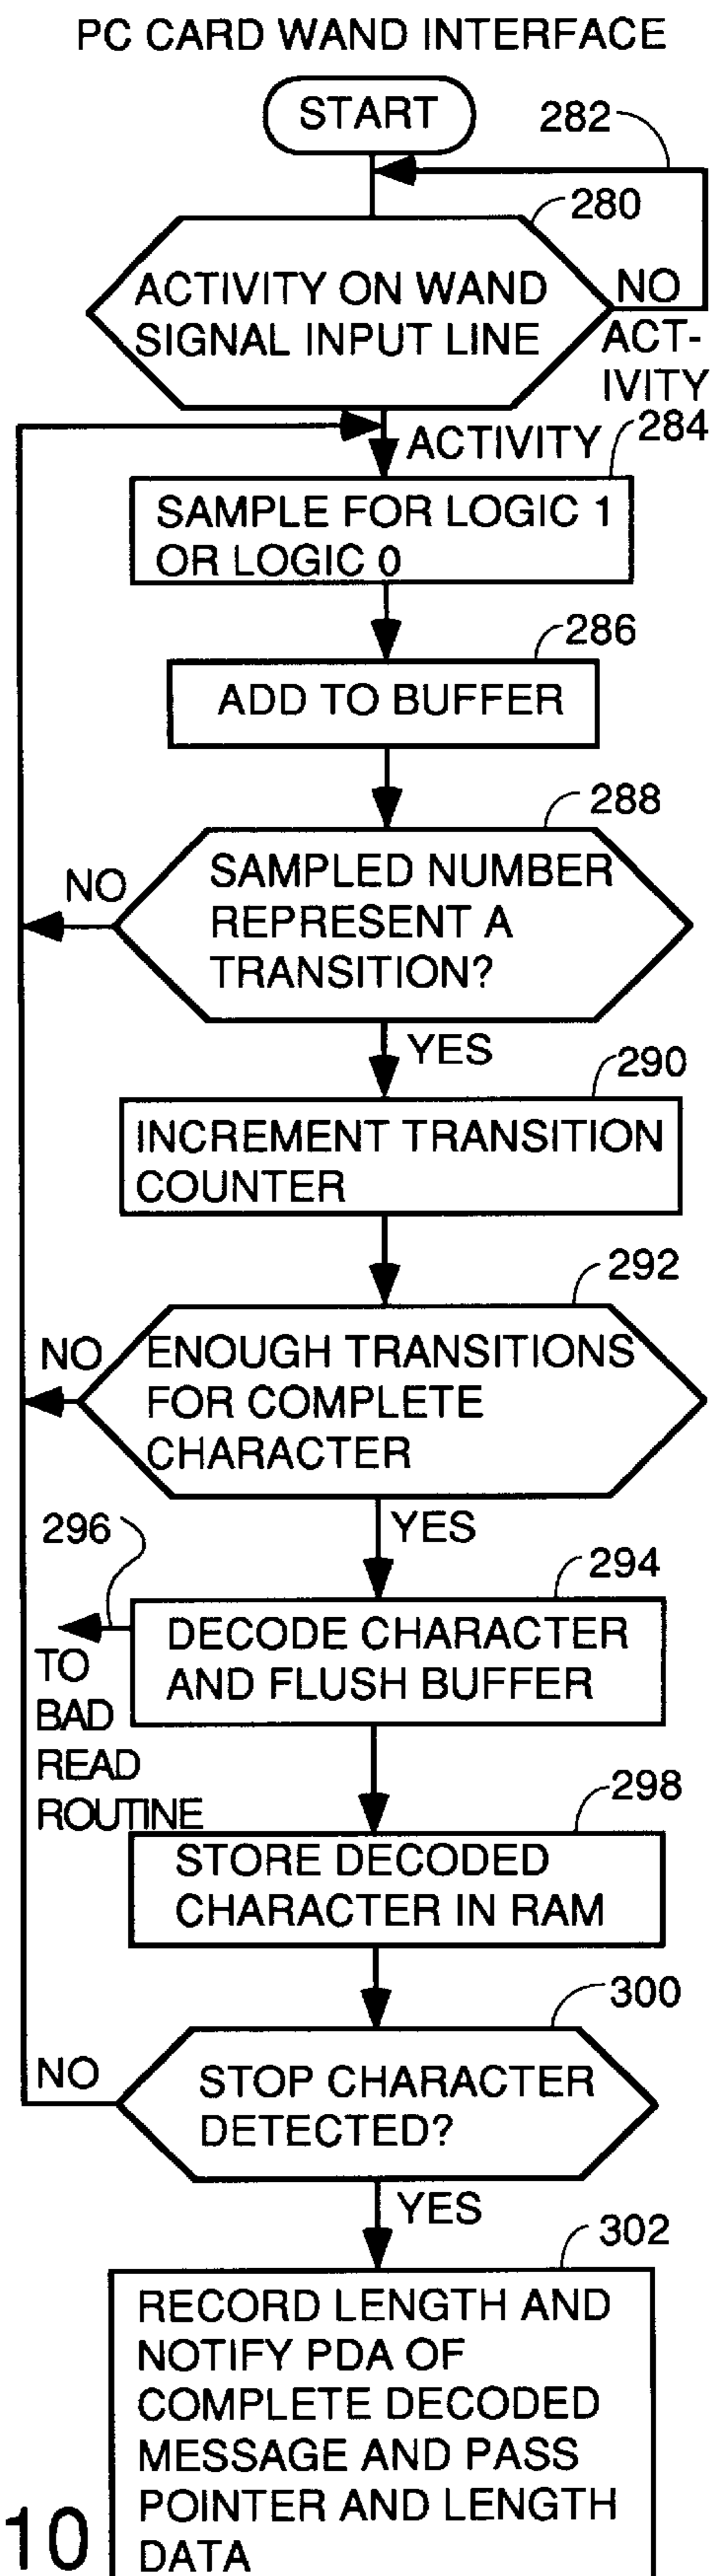 PC CARD WAND INTERFACE
START
282
280
ACTIVITY ON WAND
SIGNAL INPUT LINE
NO
ACT-
IVITY
ACTIVITY
284
SAMPLE FOR LOGIC 1
OR LOGIC 0
286
ADD TO BUFFER
288
SAMPLED NUMBER
REPRESENT A
TRANSITION?
NO
YES
290
INCREMENT TRANSITION
COUNTER
292
ENOUGH TRANSITIONS
FOR COMPLETE
CHARACTER
NO
YES
296
294
DECODE CHARACTER
AND FLUSH BUFFER
TO
BAD
READ
ROUTINE
298
STORE DECODED
CHARACTER IN RAM
300
STOP CHARACTER
DETECTED?
NO
YES
302
RECORD LENGTH AND
NOTIFY PDA OF
COMPLETE DECODED
MESSAGE AND PASS
POINTER AND LENGTH
DATA
10